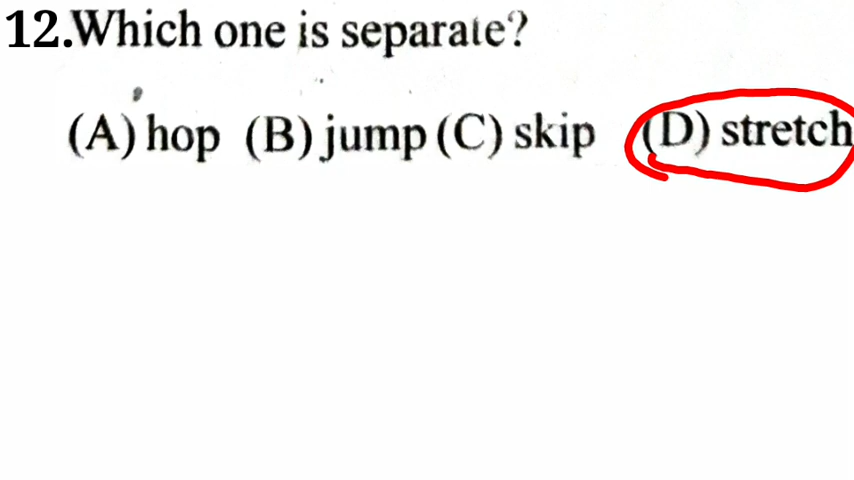 12.Which one is separate?
(A) hop (B) jump (C) skip (D) stretch